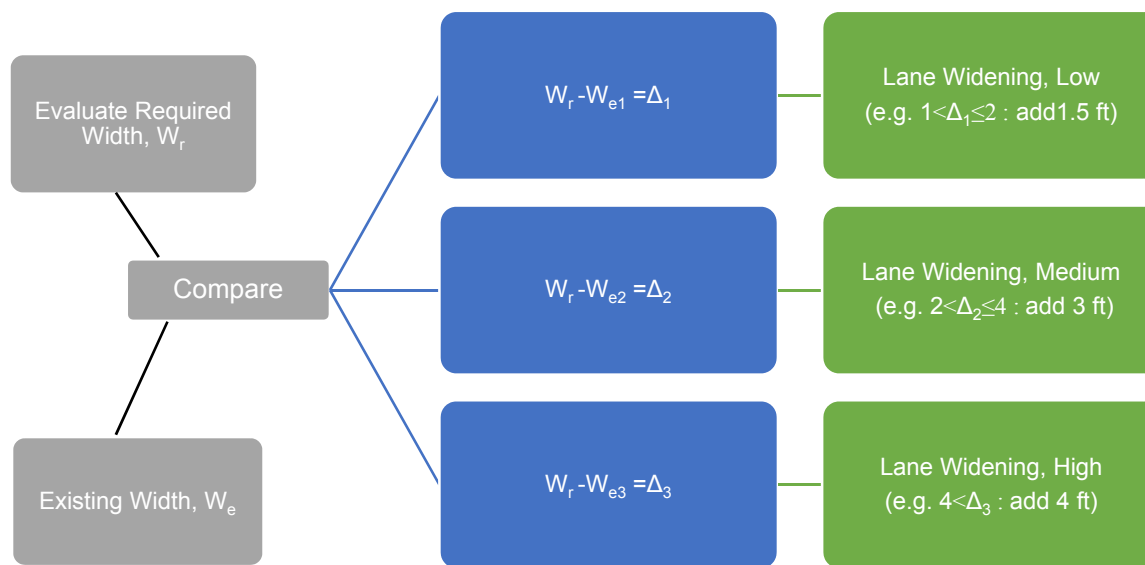 Evaluate Required
Width, Wr
Compare
Existing Width, We
Wr -We1 =Δ1
Lane Widening, Low
(e.g. 1<Δ1≤2 : add1.5 ft)
Wr -We2 =Δ2
Lane Widening, Medium
(e.g. 2<Δ2≤4 : add 3 ft)
Wr -We3 =Δ3
Lane Widening, High
(e.g. 4<Δ3 : add 4 ft)